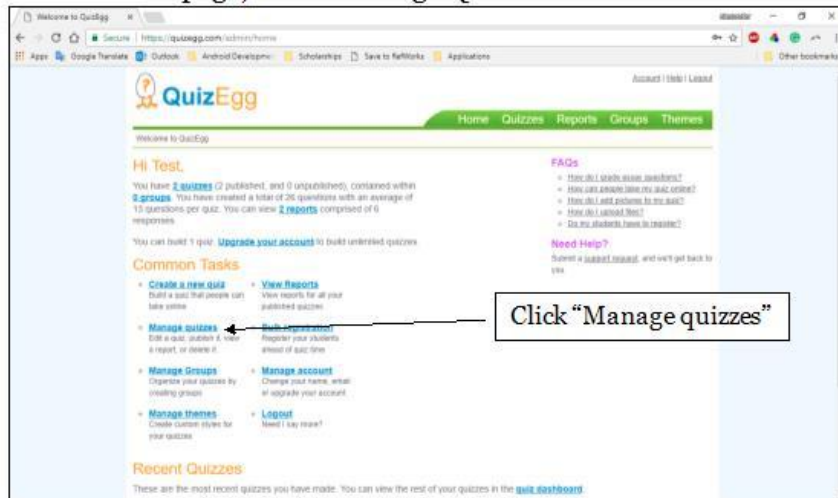 Welcome to QuizEgg
Secure | https://quizegg.com/admin/home
Apps Google Translate Outlook Android Developme Scholarships Save to RefWorks Applications Other bookmarks
QuizEgg
Account | Help | Logout
Home Quizzes Reports Groups Themes
Welcome to QuizEgg
Hi Test,
You have 2 quizzes (2 published, and 0 unpublished), contained within
0 groups. You have created a total of 26 questions with an average of
13 questions per quiz. You can view 2 reports comprised of 6
responses.
You can build 1 quiz. Upgrade your account to build unlimited quizzes
FAQs
How do I grade essay questions?
How can people take my quiz online?
How do I add pictures to my quiz?
How do I upload files?
Do my students have to register?
Need Help?
Submit a support request, and we'll get back to
you
Common Tasks
Create a new quiz
Build a quiz that people can
take online
View Reports
View reports for all your
published quizzes
Manage quizzes
Edit a quiz, publish it, view
a report, or delete it
Bulk registration
Register your students
ahead of quiz time
Manage Groups
Organize your quizzes by
creating groups
Manage account
Change your name, email
or upgrade your account
Manage themes
Create custom styles for
your quizzes
Logout
Need I say more?
Click “Manage quizzes”
Recent Quizzes
These are the most recent quizzes you have made. You can view the rest of your quizzes in the quiz dashboard.